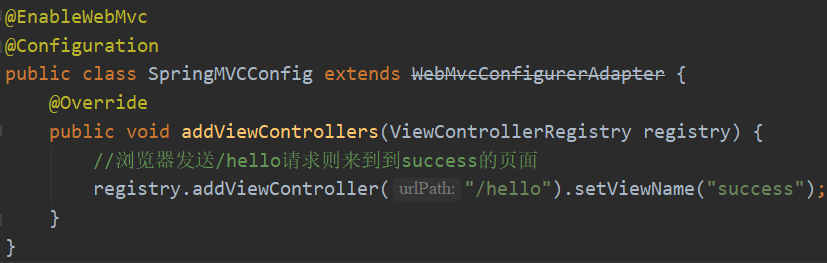 @EnableWebMvc
@Configuration
public class SpringMVCConfig extends WebMvcConfigurerAdapter {
@Override
public void addViewControllers(ViewControllerRegistry registry) {
//浏览器发送/hello请求则来到到success的页面
registry.addViewController( urlPath: "/hello").setViewName("success");
}
}